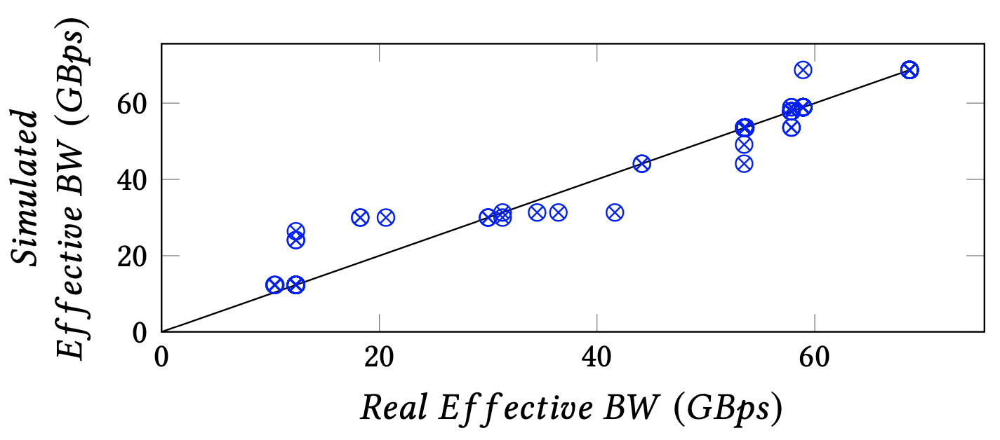 Simulated
Effective BW (GBps)
60
40
20
0
0 20 40 60
Real Effective BW (GBps)